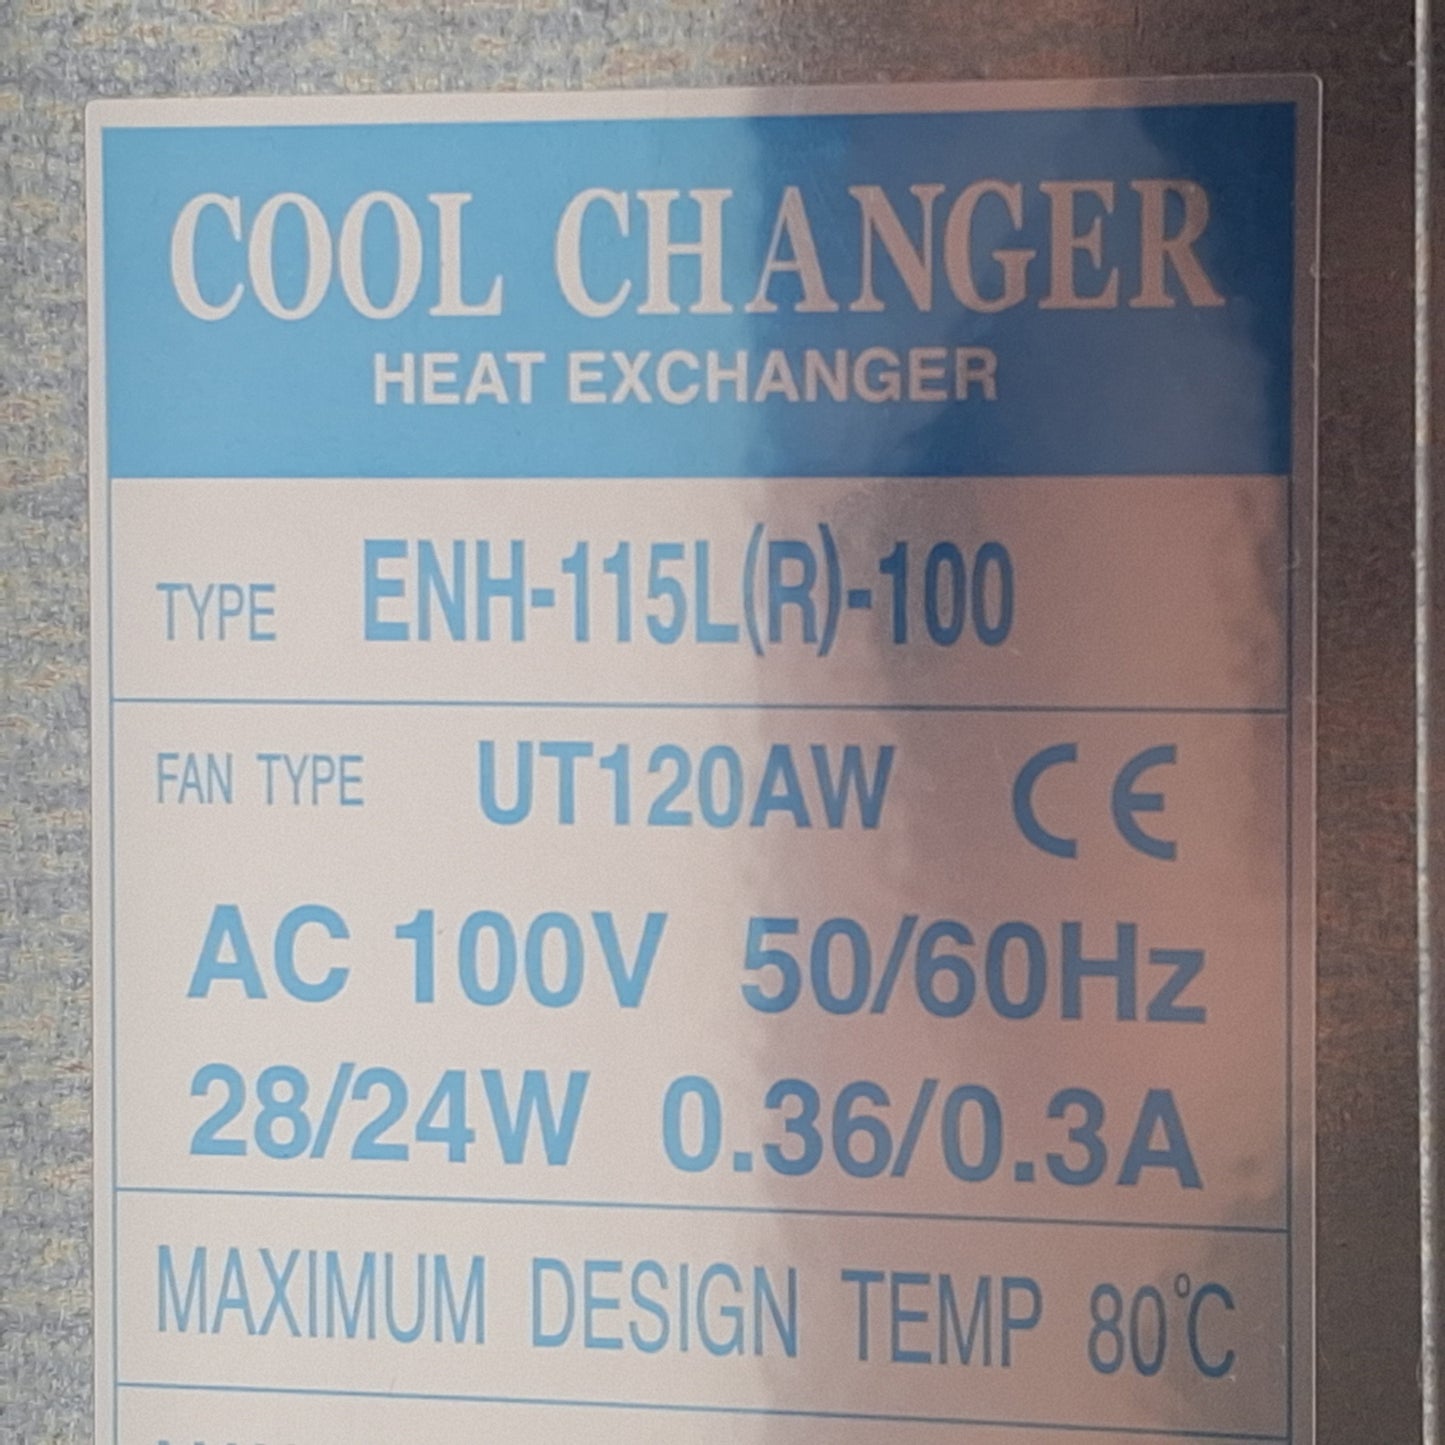 COOL CHANGER
HEAT EXCHANGER
TYPE ENH-115L(R)-100
FAN TYPE UT120AW CE
AC 100V 50/60Hz
28/24W 0.36/0.3A
MAXIMUM DESIGN TEMP 80°C